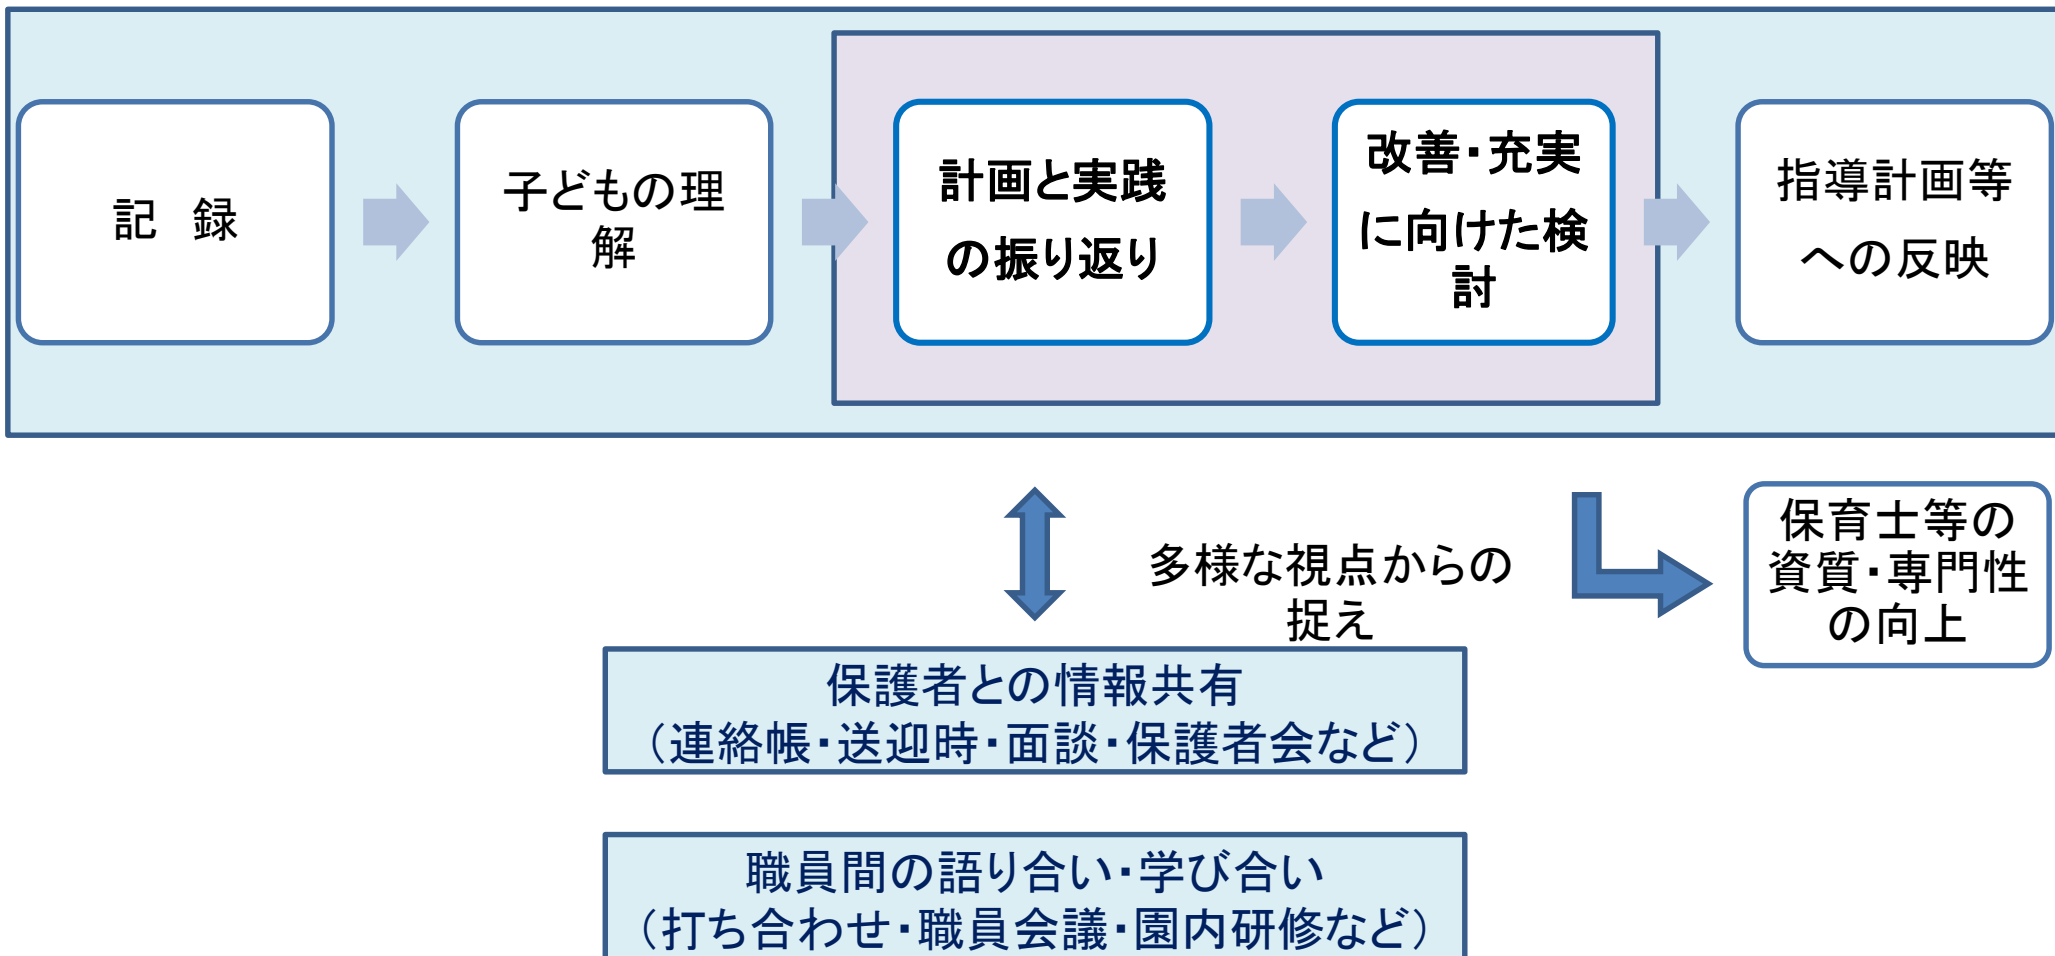 記　録
子どもの理
解
計画と実践
の振り返り
改善・充実
に向けた検
討
指導計画等
への反映
多様な視点からの
捉え
保育士等の
資質・専門性
の向上
保護者との情報共有
（連絡帳・送迎時・面談・保護者会など）
職員間の語り合い・学び合い
（打ち合わせ・職員会議・園内研修など）